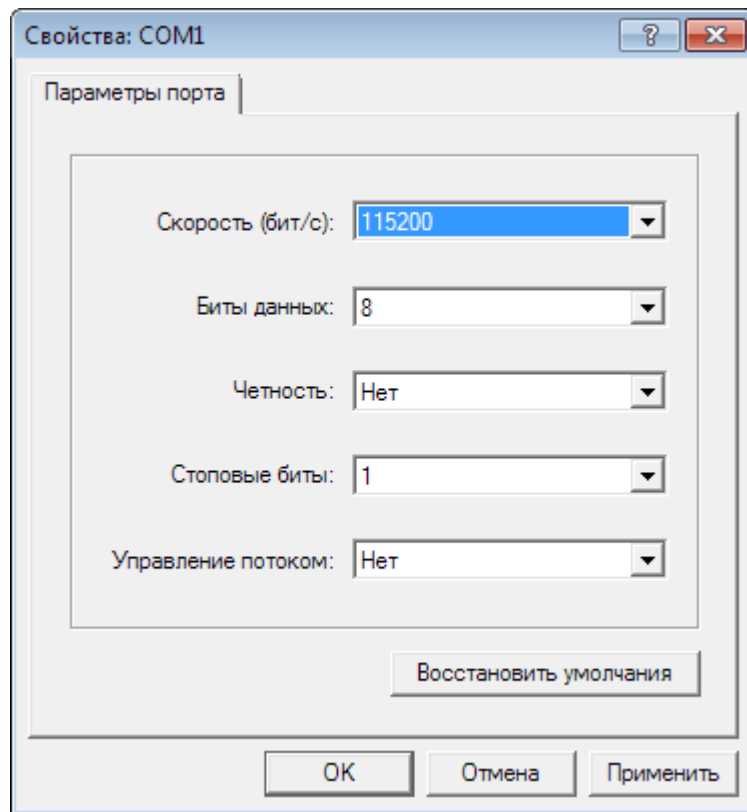 Свойства: COM1
Параметры порта
Скорость (бит/с): 115200
Биты данных: 8
Четность: Нет
Стоповые биты: 1
Управление потоком: Нет
Восстановить умолчания
OK Отмена Применить